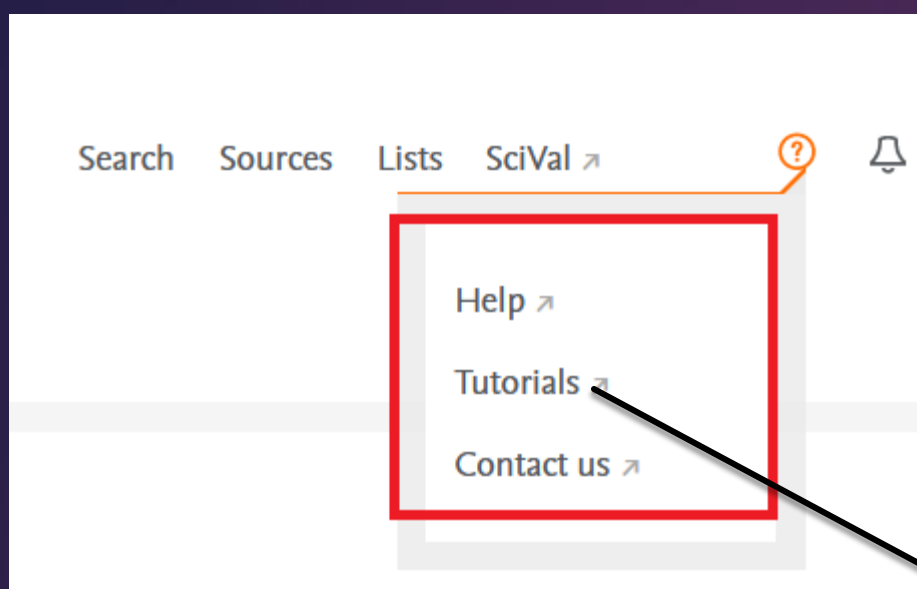 Search Sources Lists SciVal ↗ ?
Help ↗
Tutorials ↗
Contact us ↗